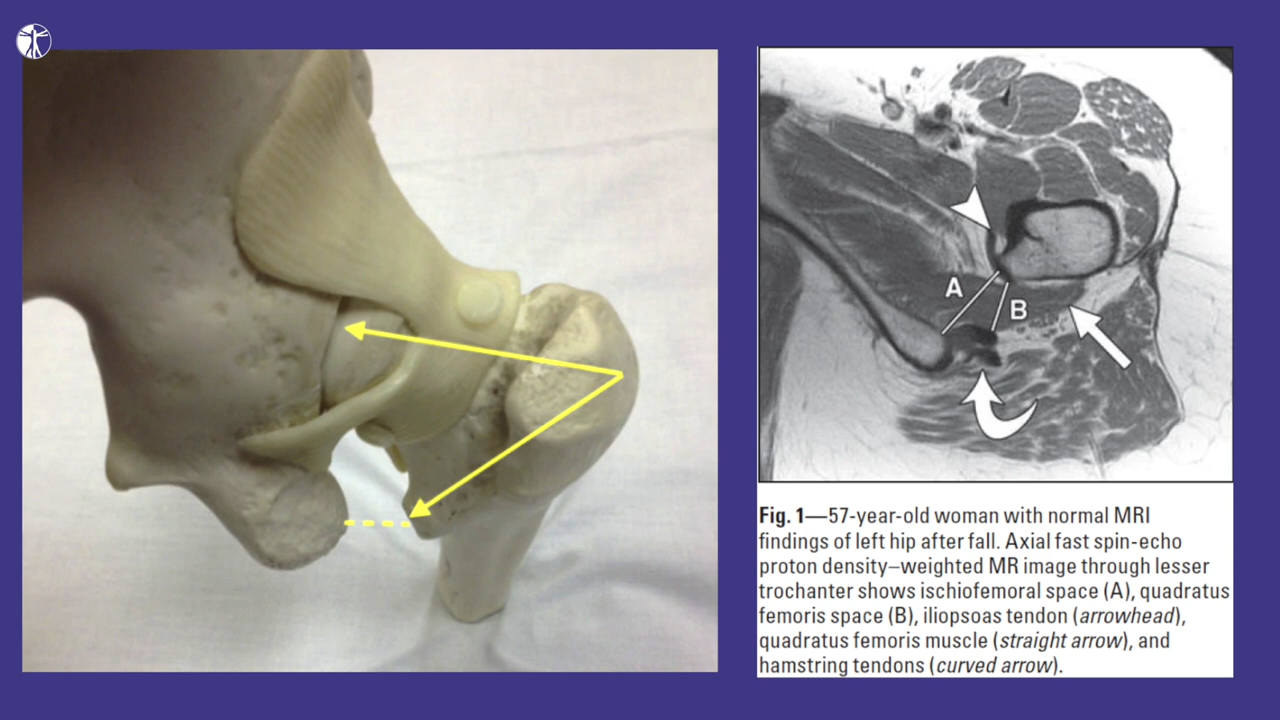 A
B
Fig. 1—57-year-old woman with normal MRI
findings of left hip after fall. Axial fast spin-echo
proton density–weighted MR image through lesser
trochanter shows ischiofemoral space (A), quadratus
femoris space (B), iliopsoas tendon (arrowhead),
quadratus femoris muscle (straight arrow), and
hamstring tendons (curved arrow).